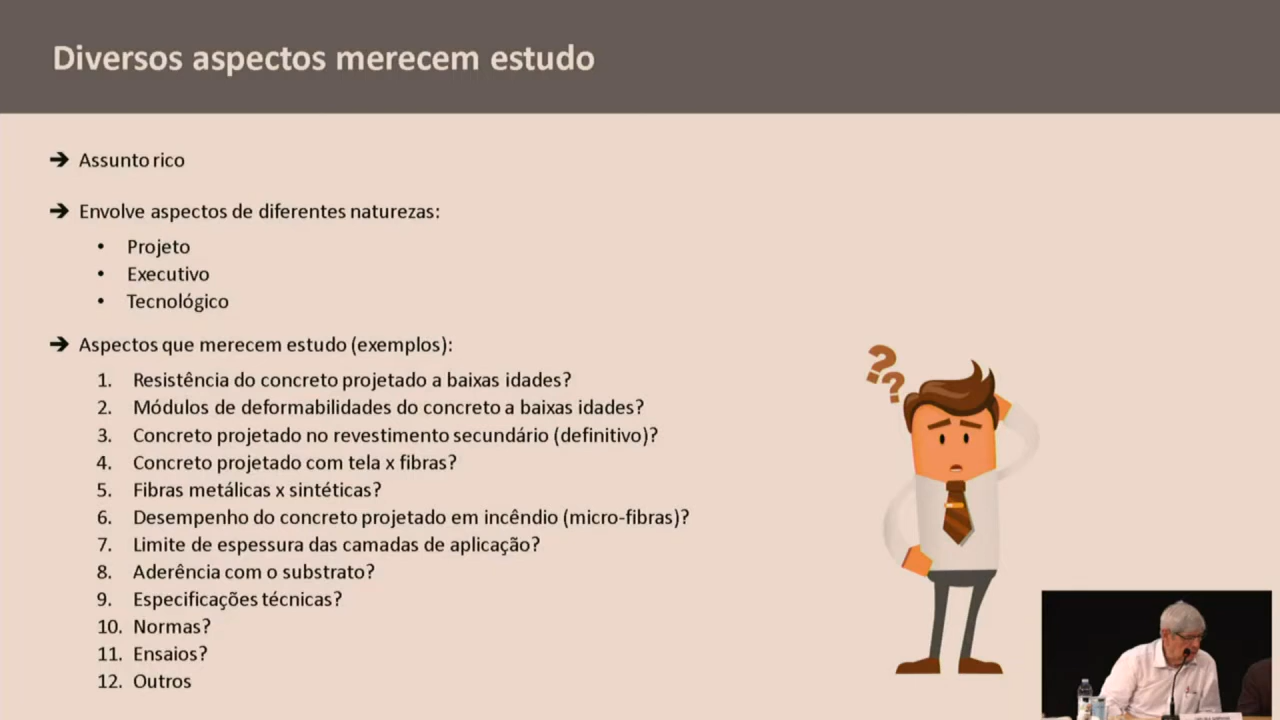 Diversos aspectos merecem estudo
➔ Assunto rico
➔ Envolve aspectos de diferentes naturezas:
• Projeto
• Executivo
• Tecnológico
➔ Aspectos que merecem estudo (exemplos):
1. Resistência do concreto projetado a baixas idades?
2. Módulos de deformabilidades do concreto a baixas idades?
3. Concreto projetado no revestimento secundário (definitivo)?
4. Concreto projetado com tela x fibras?
5. Fibras metálicas x sintéticas?
6. Desempenho do concreto projetado em incêndio (micro-fibras)?
7. Limite de espessura das camadas de aplicação?
8. Aderência com o substrato?
9. Especificações técnicas?
10. Normas?
11. Ensaios?
12. Outros
??